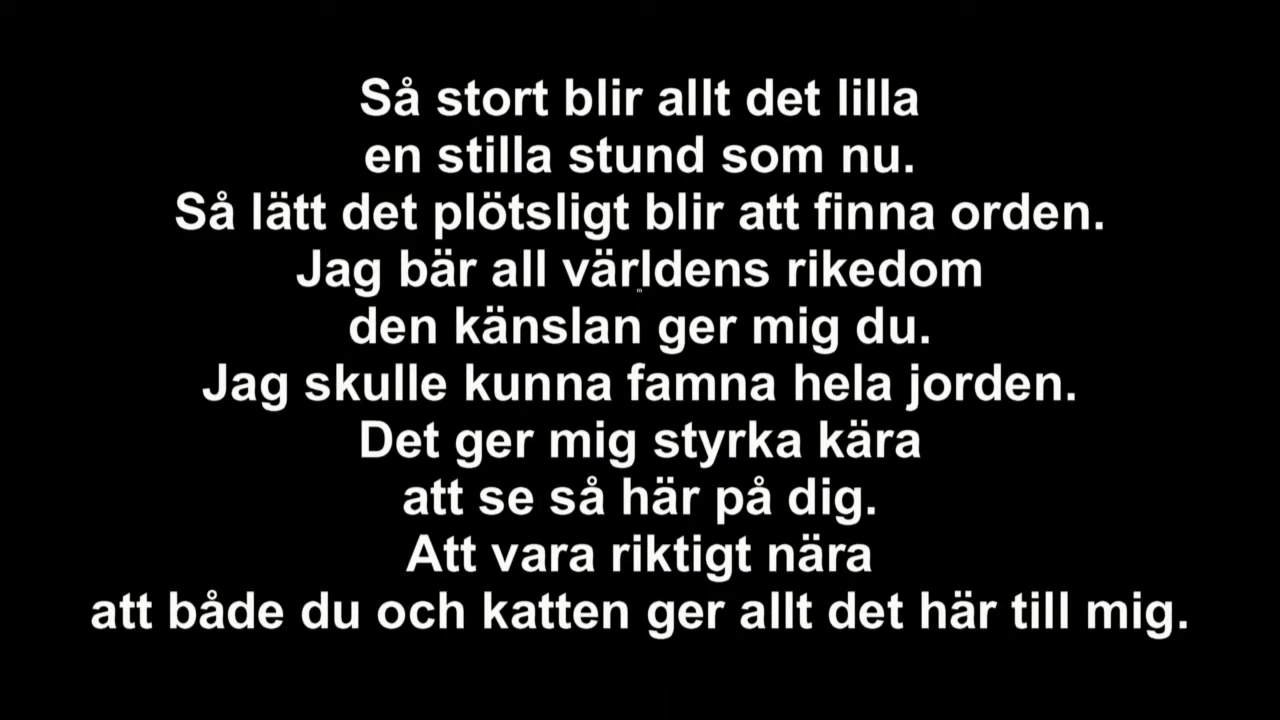 Så stort blir allt det lilla
en stilla stund som nu.
Så lätt det plötsligt blir att finna orden.
Jag bär all världens rikedom
den känslan ger mig du.
Jag skulle kunna famna hela jorden.
Det ger mig styrka kära
att se så här på dig.
Att vara riktigt nära
att både du och katten ger allt det här till mig.